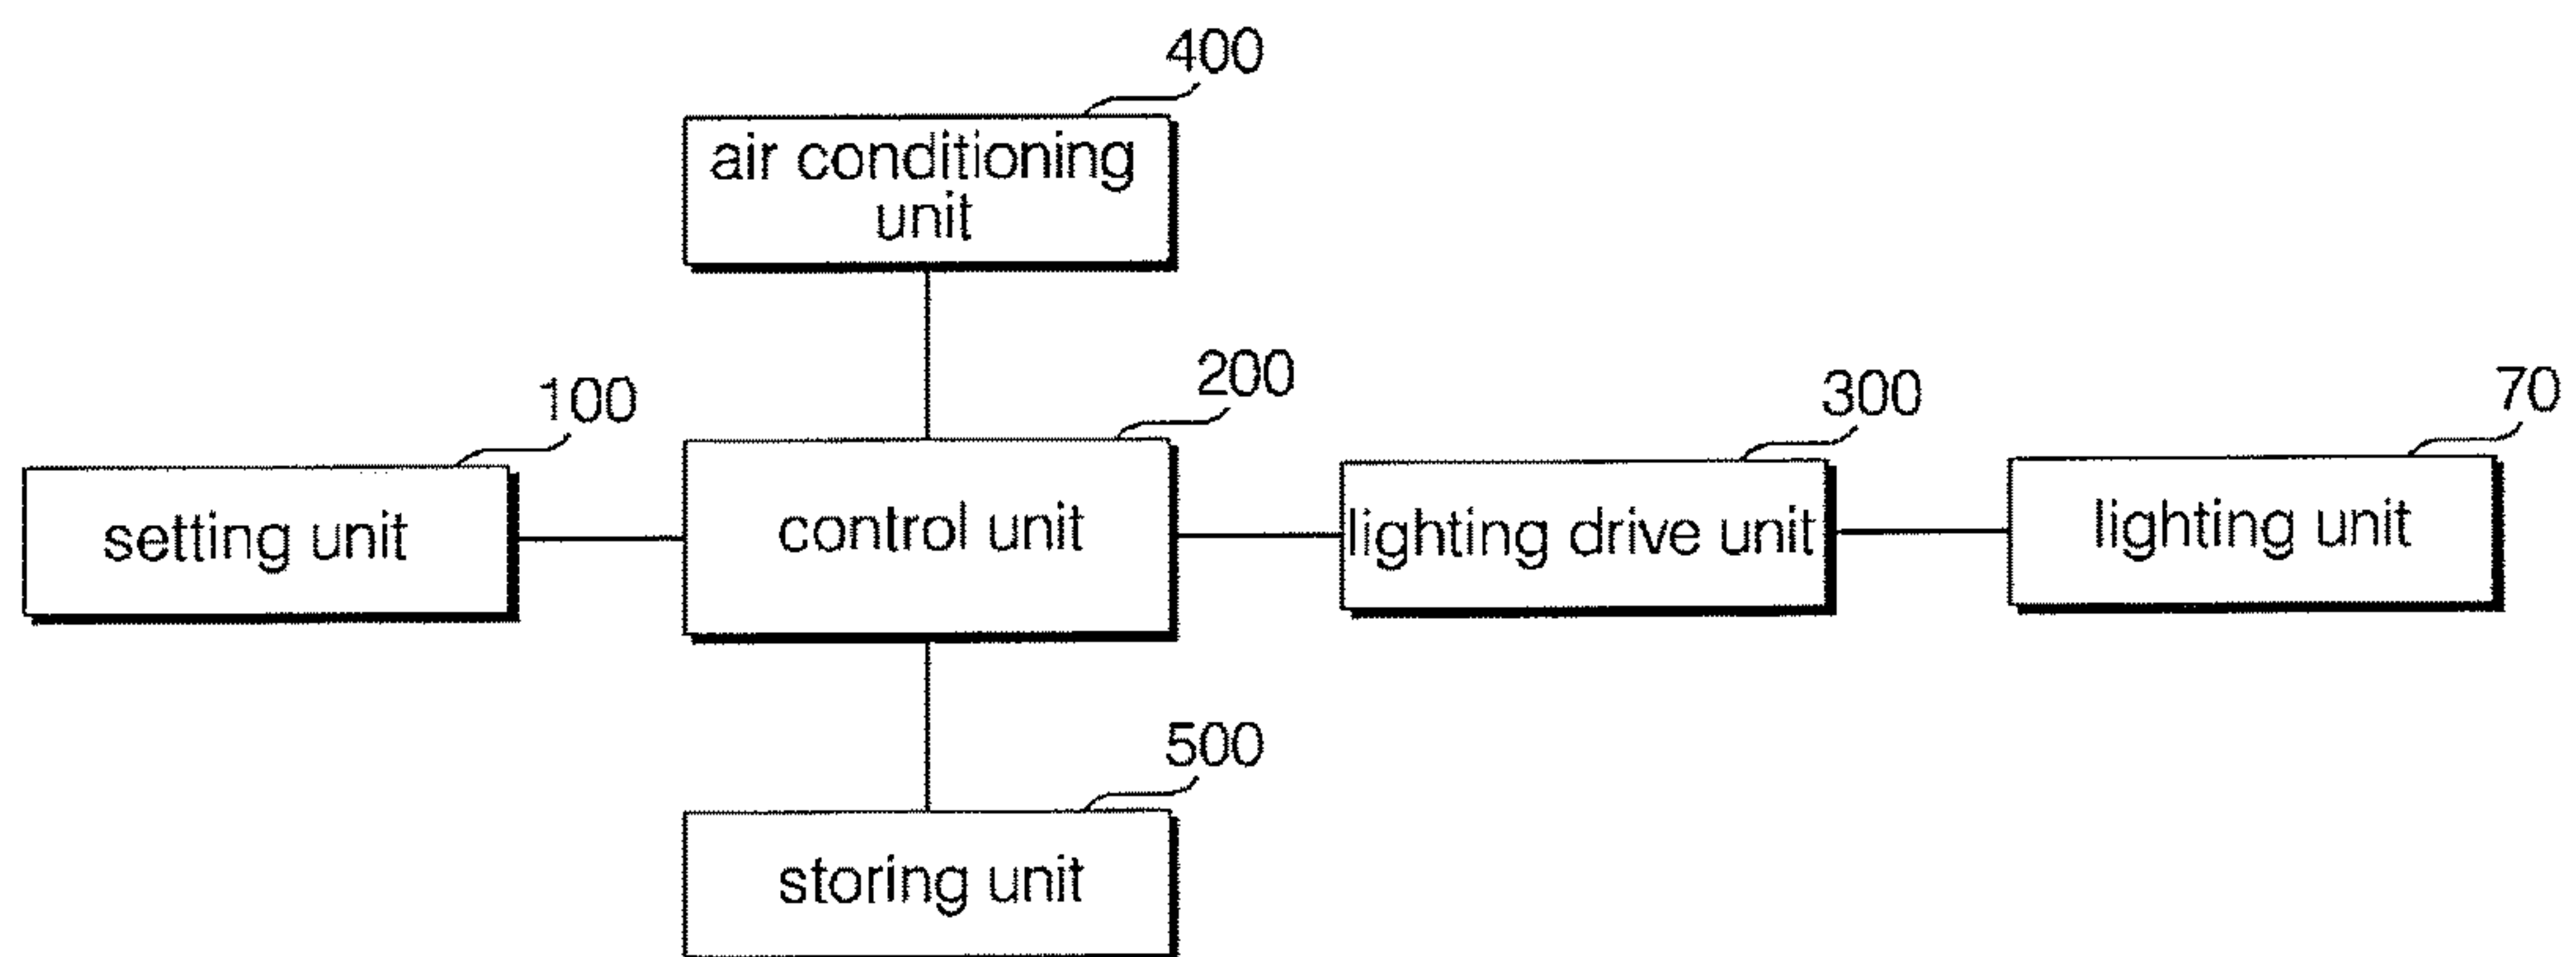 400
air conditioning
unit
100
200
300
70
setting unit
control unit
lighting drive unit
lighting unit
500
storing unit